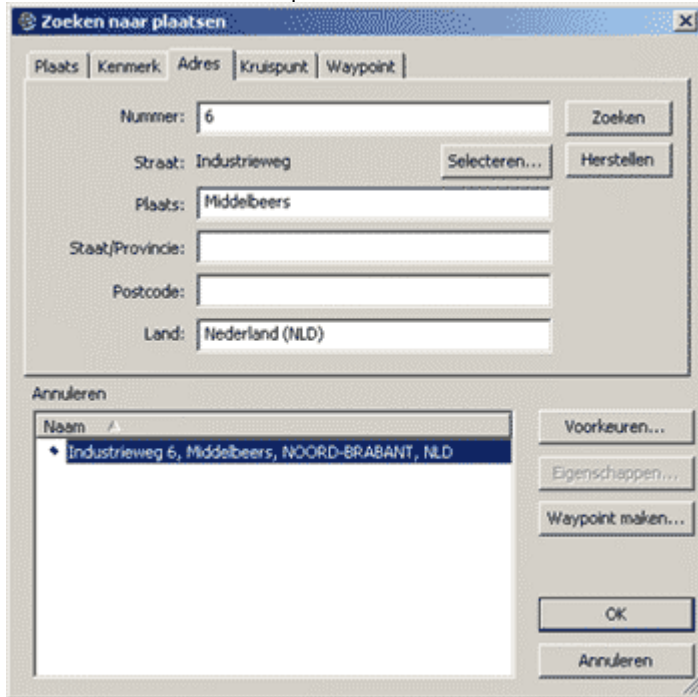 Zoeken naar plaatsen
Plaats Kenmerk Adres Kruispunt Waypoint
Nummer: 6 Zoeken
Straat: Industrieweg Selecteren... Herstellen
Plaats: Middelbeers
Staat/Provincie:
Postcode:
Land: Nederland (NLD)
Annuleren
Naam
Industrieweg 6, Middelbeers, NOORD-BRABANT, NLD
Voorkeuren...
Eigenschappen...
Waypoint maken...
OK
Annuleren